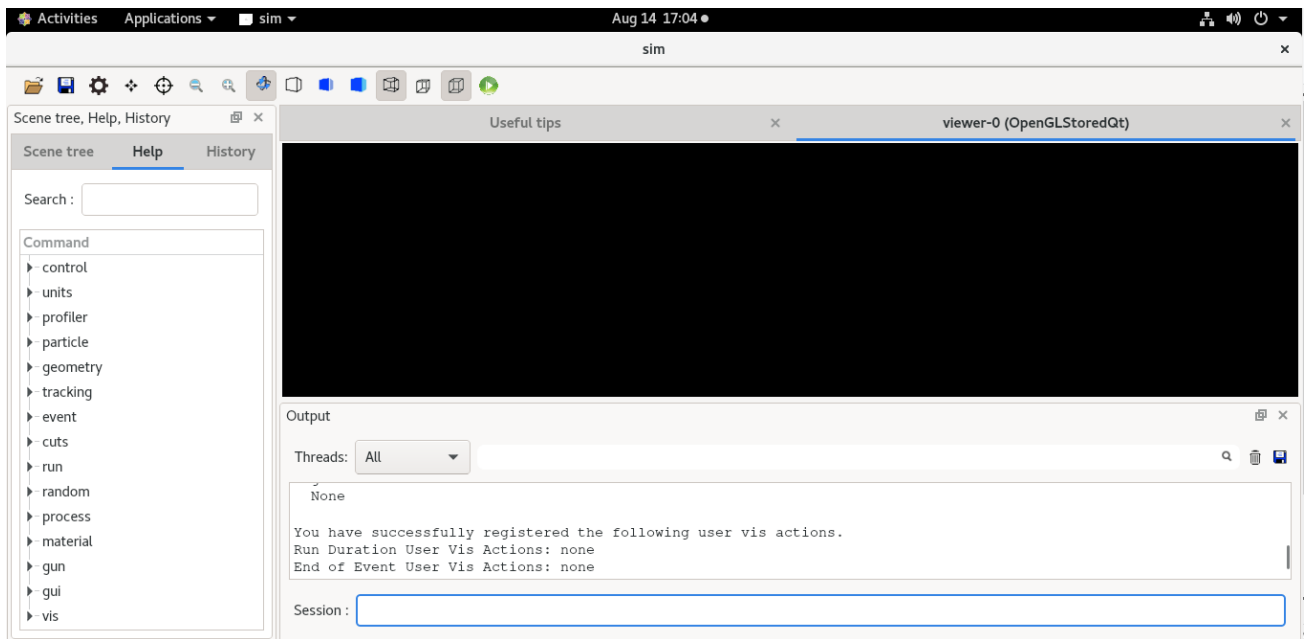 Activities Applications sim Aug 14 17:04
sim
Scene tree, Help, History
Useful tips viewer-0 (OpenGLStoredQt)
Scene tree Help History
Search :
Command
control
units
profiler
particle
geometry
tracking
event
cuts
run
random
process
material
gun
gui
vis
Output
Threads: All
None
You have successfully registered the following user vis actions.
Run Duration User Vis Actions: none
End of Event User Vis Actions: none
Session :